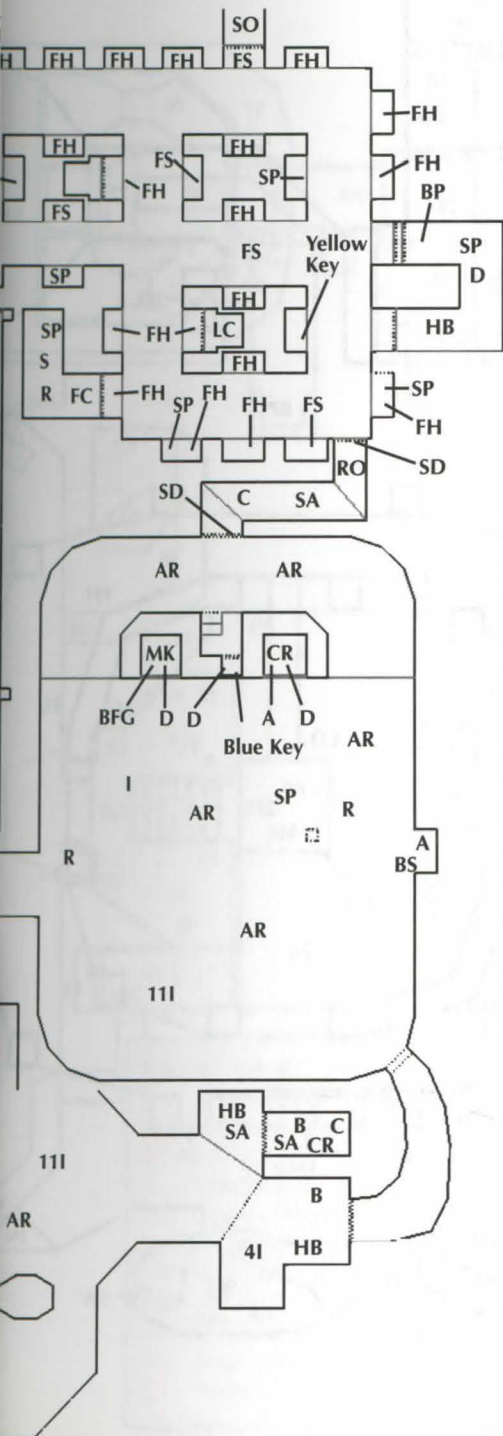 SO
H FH FH FH FS FH
FH
FH FS FH
FH SP FH
FS FH BP
FS Yellow SP
Key D
SP FH
SP FH LC HB
S FH
R FC FH SP FH FH FS SP
FH
RO SD
SD C SA
AR AR
MK CR
BFG D D A D
Blue Key AR
I SP
AR R
R A
BS
AR
11I
HB B C
SA SA CR
11I B
AR
4I HB